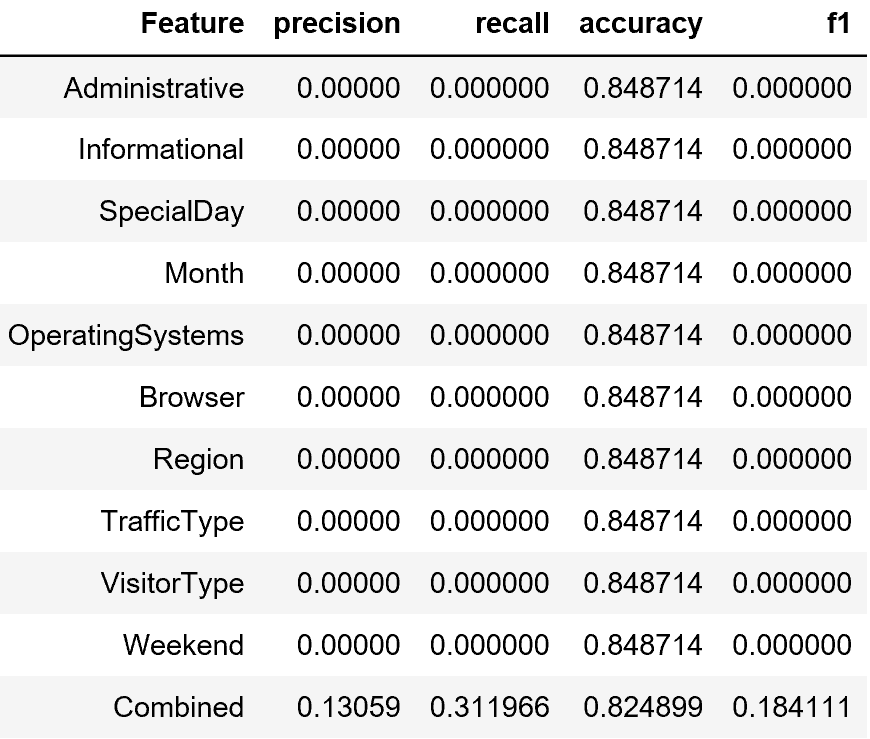 Feature precision recall accuracy f1
Administrative 0.00000 0.000000 0.848714 0.000000
Informational 0.00000 0.000000 0.848714 0.000000
SpecialDay 0.00000 0.000000 0.848714 0.000000
Month 0.00000 0.000000 0.848714 0.000000
OperatingSystems 0.00000 0.000000 0.848714 0.000000
Browser 0.00000 0.000000 0.848714 0.000000
Region 0.00000 0.000000 0.848714 0.000000
TrafficType 0.00000 0.000000 0.848714 0.000000
VisitorType 0.00000 0.000000 0.848714 0.000000
Weekend 0.00000 0.000000 0.848714 0.000000
Combined 0.13059 0.311966 0.824899 0.184111